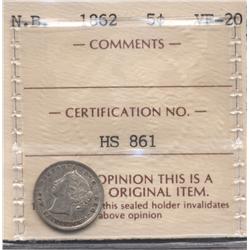 N.B. 1862 5¢ VF-20
— COMMENTS —
— CERTIFICATION NO. —
HS 861
OPINION THIS IS A
ORIGINAL ITEM.
this sealed holder invalidates
above opinion